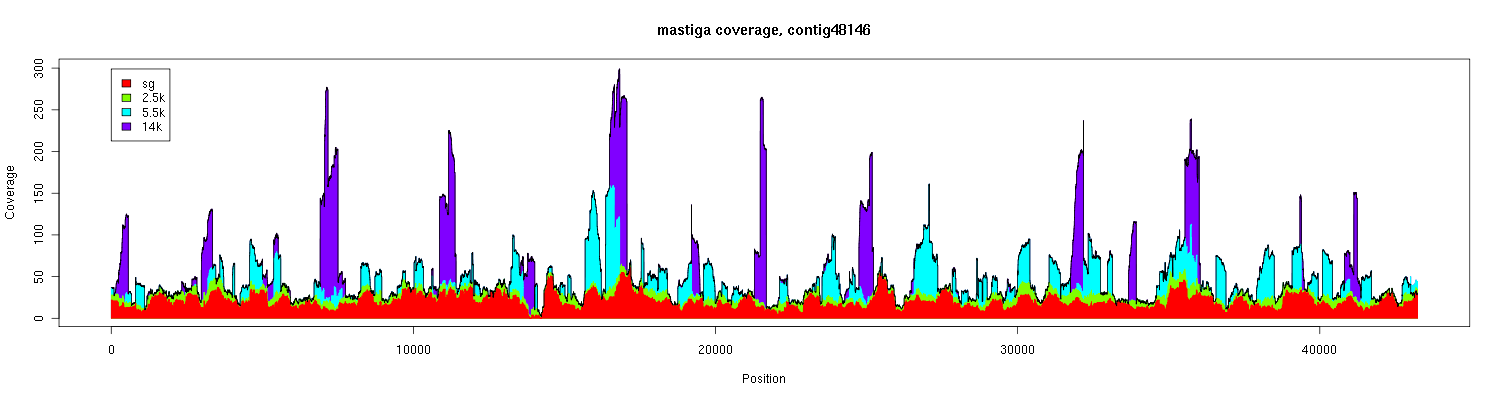 mastiga coverage, contig48146
sg
2.5k
5.5k
14k
Coverage
300
250
200
150
100
50
0
0 10000 20000 30000 40000
Position